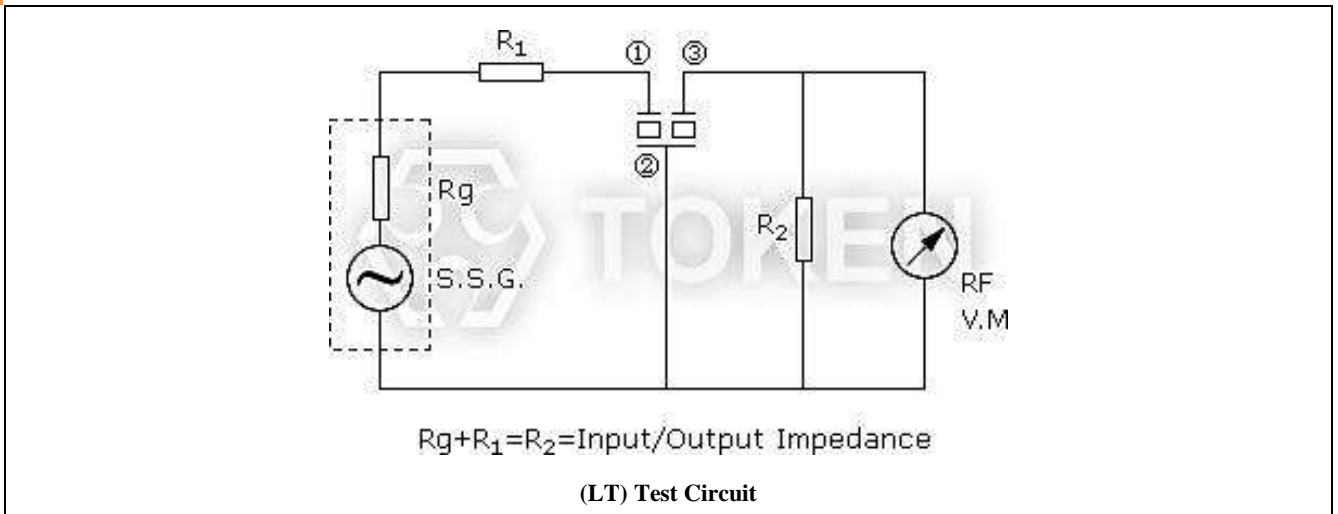 R₁
①
③
②
Rg
S.S.G.
TOKEN
R₂
RF
V.M
Rg+R₁=R₂=Input/Output Impedance
(LT) Test Circuit